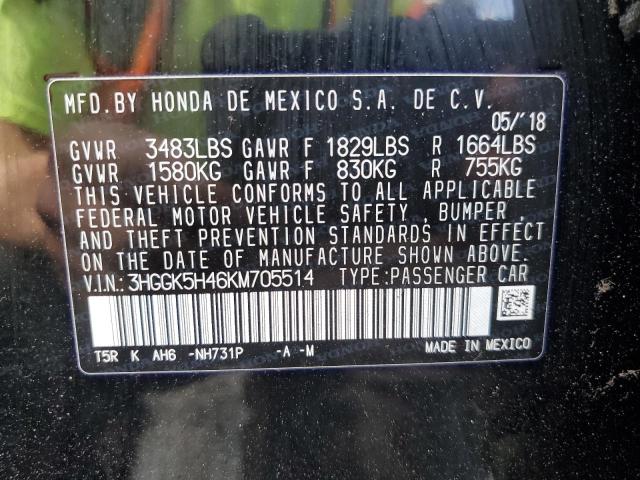 MFD. BY HONDA DE MEXICO S.A. DE C.V.
05/'18
GVWR 3483LBS GAWR F 1829LBS R 1664LBS
GVWR 1580KG GAWR F 830KG R 755KG
THIS VEHICLE CONFORMS TO ALL APPLICABLE
FEDERAL MOTOR VEHICLE SAFETY , BUMPER ,
AND THEFT PREVENTION STANDARDS IN EFFECT
ON THE DATE OF MANUFACTURE SHOWN ABOVE.
V.I.N.: 3HGGK5H46KM705514 TYPE: PASSENGER CAR
T5R K AH6 -NH731P -A -M MADE IN MEXICO